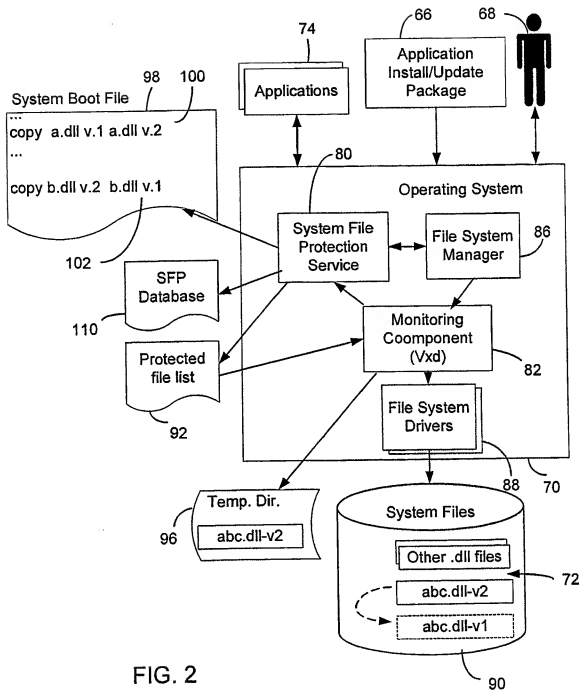 74
66
68
Applications
Application
Install/Update
Package
System Boot File
98
100
...
copy a.dll v.1 a.dll v.2
...
copy b.dll v.2 b.dll v.1
102
80
Operating System
System File
Protection
Service
File System
Manager
86
SFP
Database
110
Monitoring
Coomponent
(Vxd)
82
Protected
file list
92
File System
Drivers
88
70
Temp. Dir.
96
abc.dll-v2
System Files
Other .dll files
72
abc.dll-v2
abc.dll-v1
90
FIG. 2